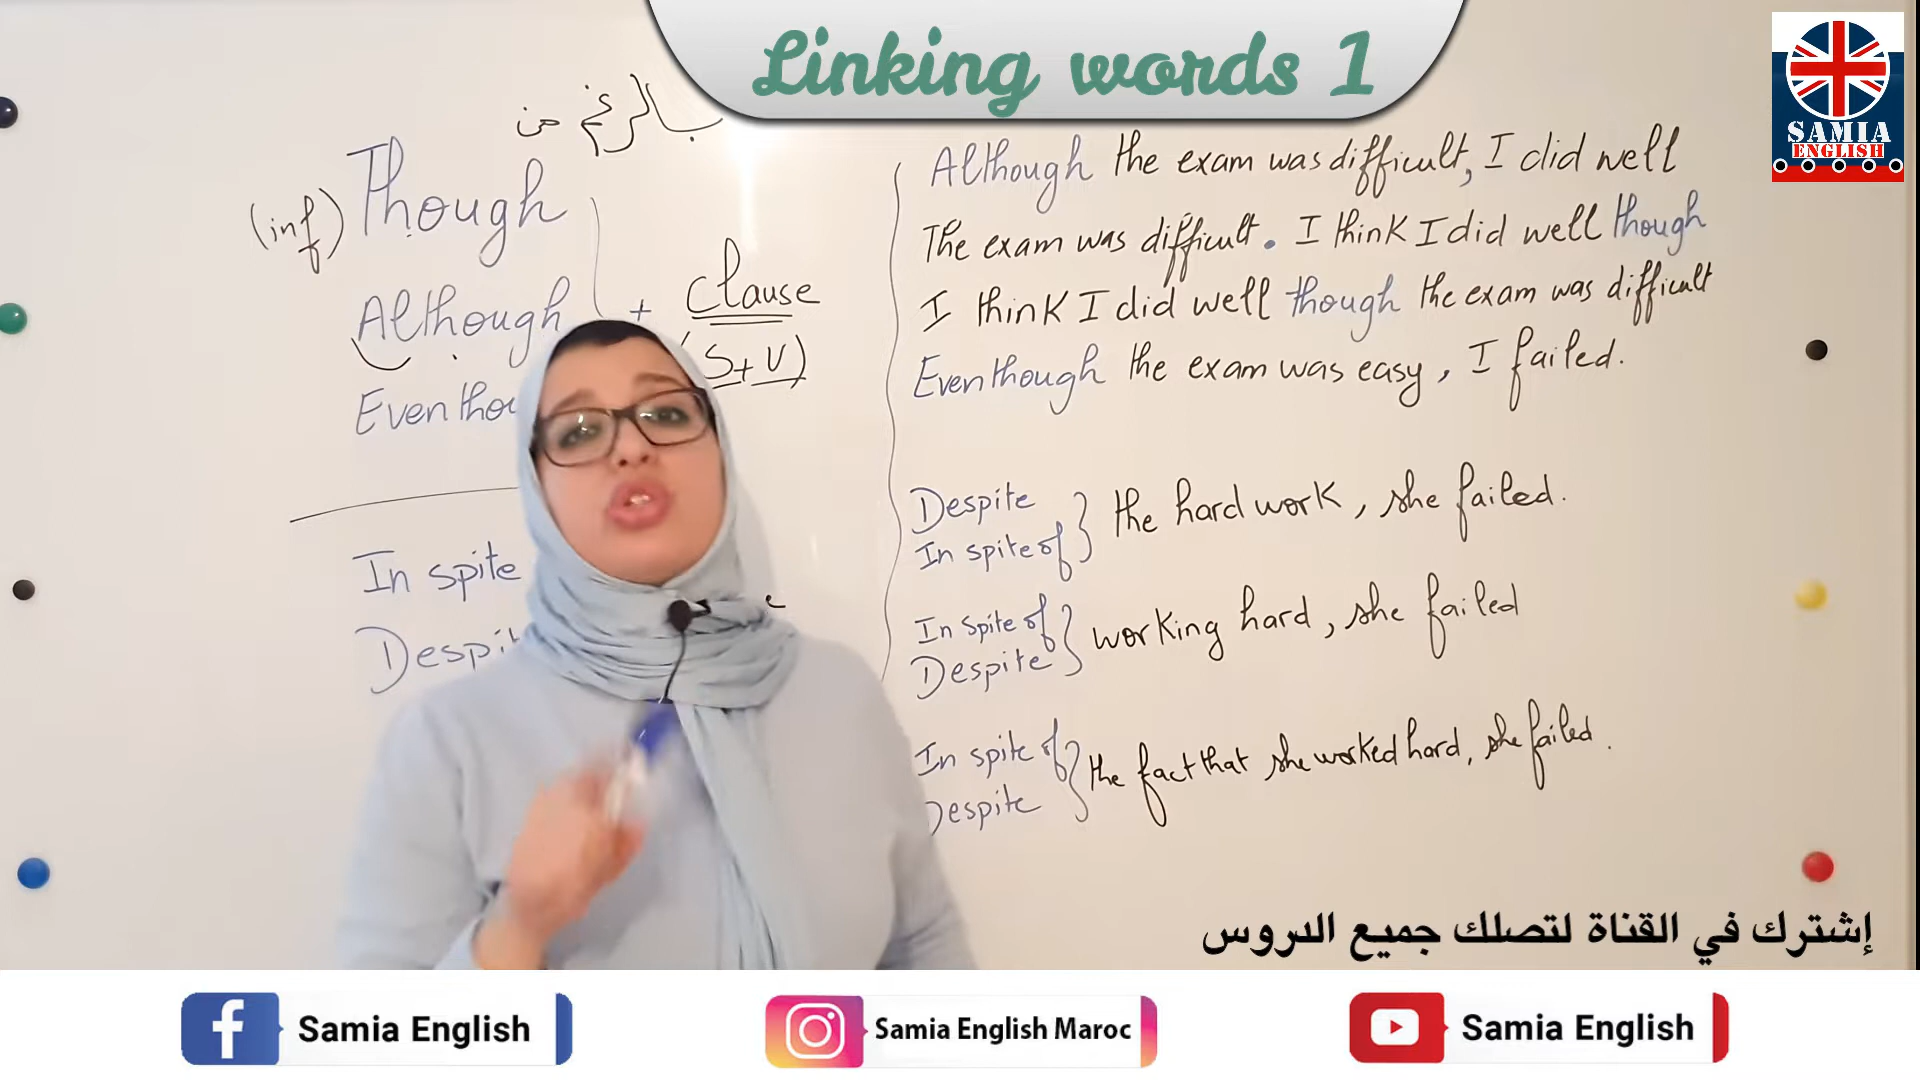 Linking words 1
SAMIA
ENGLISH
بالرغم من
(inf) Though
Although
+ Clause
(S+V)
Even thou
In spite
Despit
Although the exam was difficult, I did well
The exam was difficult. I think I did well though
I think I did well though the exam was difficult
Eventhough the exam was easy, I failed.
Despite
In spite of } the hard work, she failed.
In Spite of
Despite } working hard, she failed
In spite of
Despite } the fact that she worked hard, she failed.
إشترك في القناة لتصلك جميع الدروس
Samia English
Samia English Maroc
Samia English